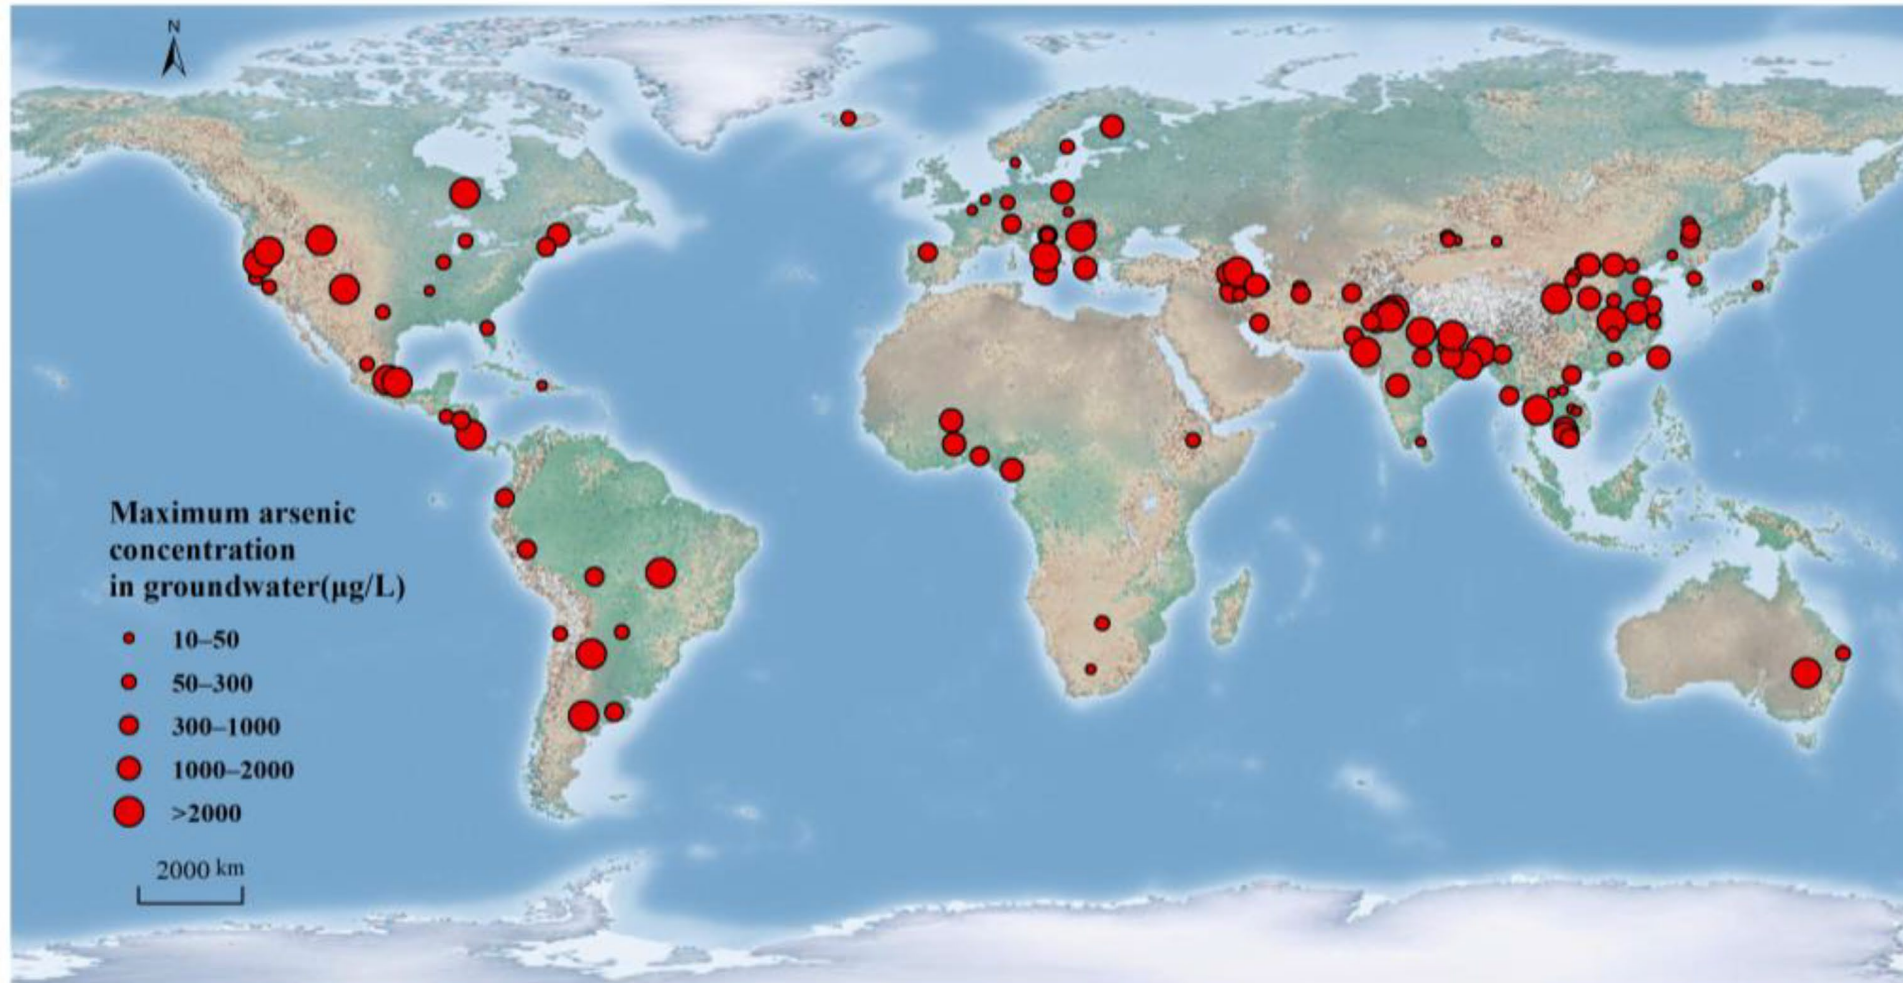 N
Maximum arsenic
concentration
in groundwater(μg/L)
10–50
50–300
300–1000
1000–2000
>2000
2000 km